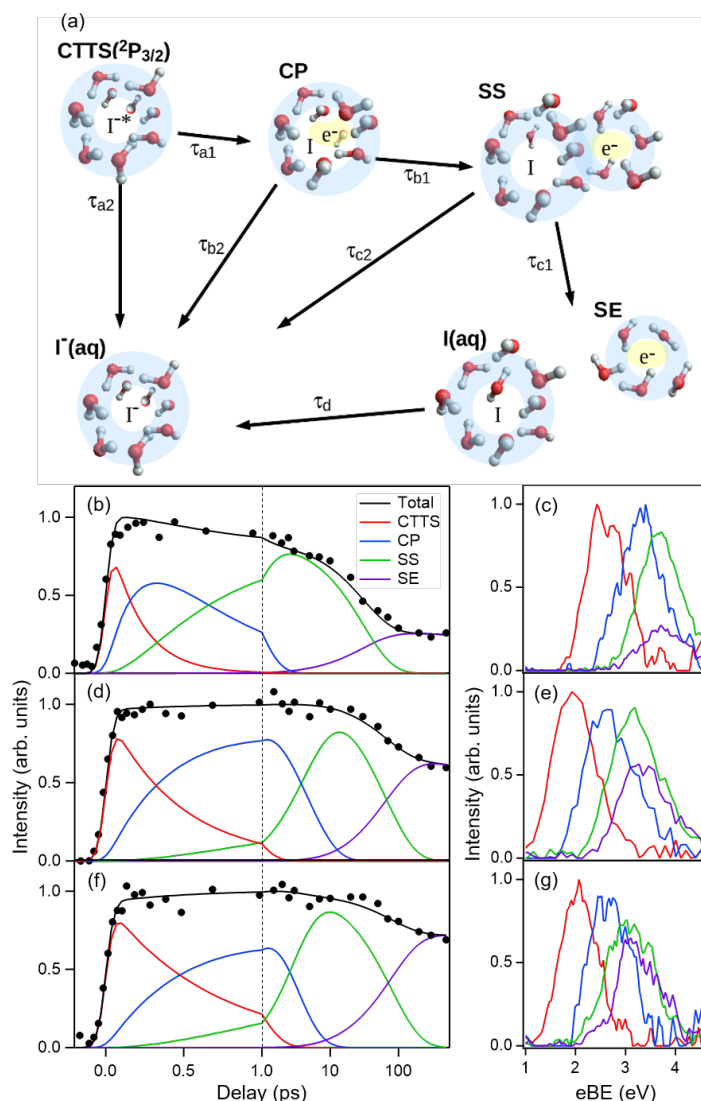 (a)
CTTS(²P₃/₂)
CP
SS
I⁻*
I
e⁻
I
e⁻
τa1
τb1
τa2
τb2
τc2
τc1
SE
e⁻
I⁻(aq)
I(aq)
I⁻
I
τd
(b)
Total
CTTS
CP
SS
SE
1.0
0.5
0.0
(c)
1.0
0.5
0.0
(d)
1.0
0.5
0.0
(e)
1.0
0.5
0.0
Intensity (arb. units)
Intensity (arb. units)
(f)
1.0
0.5
0.0
(g)
1.0
0.5
0.0
0.0
0.5
1.0
10
100
Delay (ps)
1
2
3
4
eBE (eV)